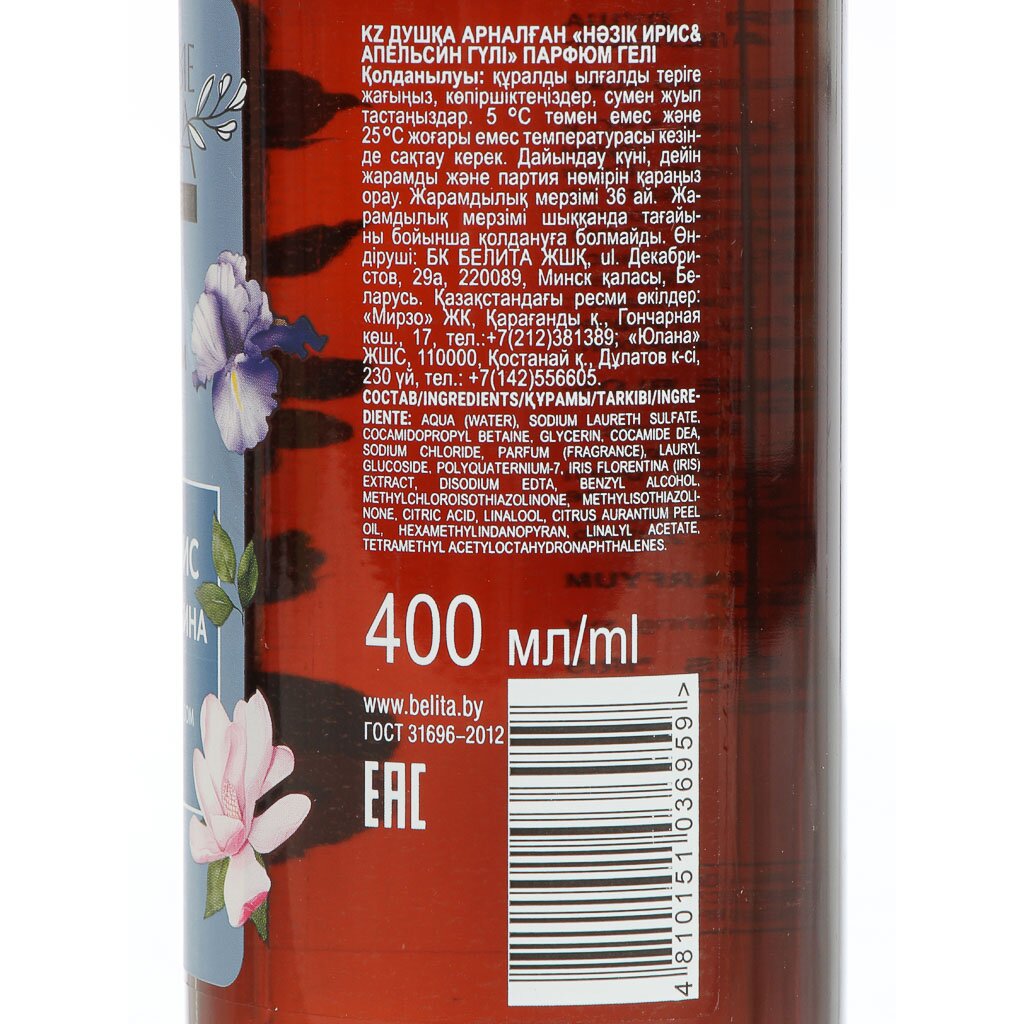 KZ ДУШҚА АРНАЛҒАН «НӘЗІК ИРИС&
АПЕЛЬСИН ГҮЛІ» ПАРФЮМ ГЕЛІ
Қолданылуы: құралды ылғалды теріге
жағыңыз, көпіршіктеңіздер, сумен жуып
тастаңыздар. 5 °С төмен емес және
25°С жоғары емес температурасы кезін-
де сақтау керек. Дайындау күні, дейін
жарамды және партия нөмірін қараңыз
орау. Жарамдылық мерзімі 36 ай. Жа-
рамдылық мерзімі шыққанда тағайы-
ны бойынша қолдануға болмайды. Өн-
діруші: БК БЕЛИТА ЖШҚ, ul. Декабри-
стов, 29а, 220089, Минск қаласы, Бе-
ларусь. Қазақстандағы ресми өкілдер:
«Мирзо» ЖК, Қарағанды қ., Гончарная
көш., 17, тел.:+7(212)381389; «Юлана»
ЖШС, 110000, Қостанай қ., Дулатов к-сі,
230 үй, тел.: +7(142)556605.
СОСТАВ/INGREDIENTS/ҚҰРАМЫ/TARKIBI/INGRE-
DIENTE: AQUA (WATER), SODIUM LAURETH SULFATE,
COCAMIDOPROPYL BETAINE, GLYCERIN, COCAMIDE DEA,
SODIUM CHLORIDE, PARFUM (FRAGRANCE), LAURYL
GLUCOSIDE, POLYQUATERNIUM-7, IRIS FLORENTINA (IRIS)
EXTRACT, DISODIUM EDTA, BENZYL ALCOHOL,
METHYLCHLOROISOTHIAZOLINONE, METHYLISOTHIAZOLI-
NONE, CITRIC ACID, LINALOOL, CITRUS AURANTIUM PEEL
OIL, HEXAMETHYLINDANOPYRAN, LINALYL ACETATE,
TETRAMETHYL ACETYLOCTAHYDRONAPHTHALENES.
400 мл/ml
www.belita.by
ГОСТ 31696–2012
EAC
4810151036959>